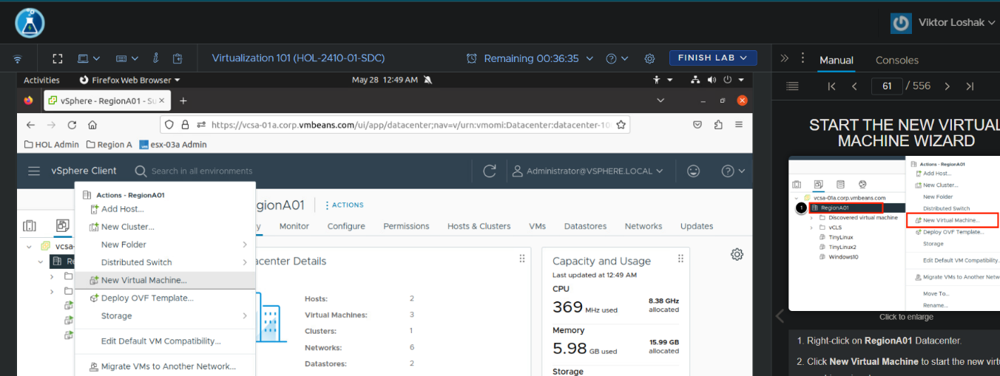 Viktor Loshak
Virtualization 101 (HOL-2410-01-SDC)
Remaining 00:36:35
FINISH LAB
Manual
Consoles
Activities
Firefox Web Browser
May 28 12:49 AM
61 / 556
vSphere - RegionA01 - Su
https://vcsa-01a.corp.vmbeans.com/ui/app/datacenter;nav=v/urn:vmomi:Datacenter:datacenter-10
HOL Admin
Region A
esx-03a Admin
vSphere Client
Search in all environments
Administrator@VSPHERE.LOCAL
Actions - RegionA01
Add Host...
New Cluster...
New Folder
Distributed Switch
New Virtual Machine...
Deploy OVF Template...
Storage
Edit Default VM Compatibility...
Migrate VMs to Another Network...
vcsa-
Re
gionA01
ACTIONS
y
Monitor
Configure
Permissions
Hosts & Clusters
VMs
Datastores
Networks
Updates
acenter Details
Hosts: 2
Virtual Machines: 3
Clusters: 1
Networks: 6
Datastores: 2
Capacity and Usage
Last updated at 12:49 AM
CPU
369 MHz used
8.38 GHz
allocated
Memory
5.98 GB used
15.99 GB
allocated
Storage
START THE NEW VIRTUAL
MACHINE WIZARD
vcsa-01a.corp.vmbeans.com
1
RegionA01
Discovered virtual machine
vCLS
TinyLinux
TinyLinux2
Windows10
Actions - RegionA01
Add Host...
New Cluster...
New Folder
Distributed Switch
New Virtual Machine...
Deploy OVF Template...
Storage
Edit Default VM Compatibility.
Migrate VMs to Another Netw
Move To...
Rename...
Click to enlarge
1. Right-click on RegionA01 Datacenter.
2. Click New Virtual Machine to start the new virtu